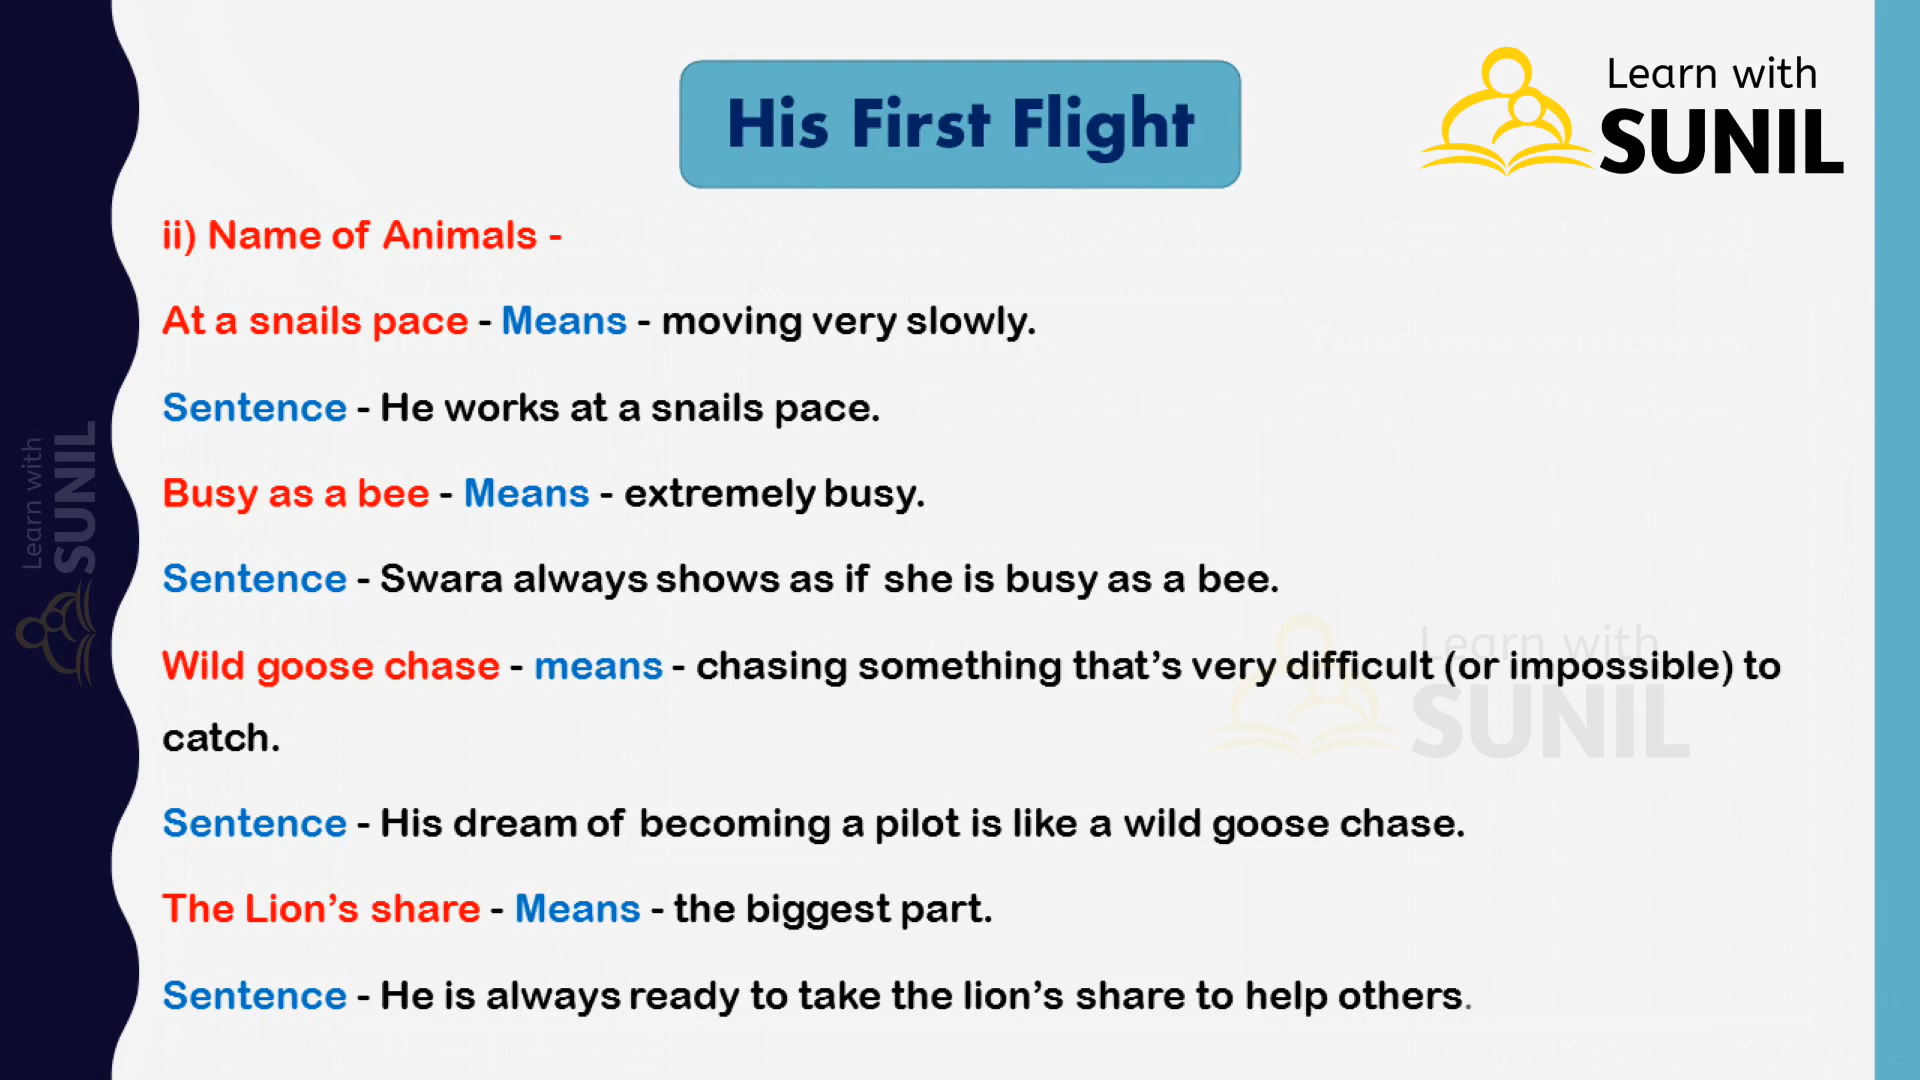 His First Flight
Learn with
SUNIL
ii) Name of Animals -
At a snails pace - Means - moving very slowly.
Sentence - He works at a snails pace.
Busy as a bee - Means - extremely busy.
Sentence - Swara always shows as if she is busy as a bee.
Wild goose chase - means - chasing something that’s very difficult (or impossible) to
catch.
Sentence - His dream of becoming a pilot is like a wild goose chase.
The Lion’s share - Means - the biggest part.
Sentence - He is always ready to take the lion’s share to help others.
Learn with
SUNIL
Learn with
SUNIL
Your own sentences